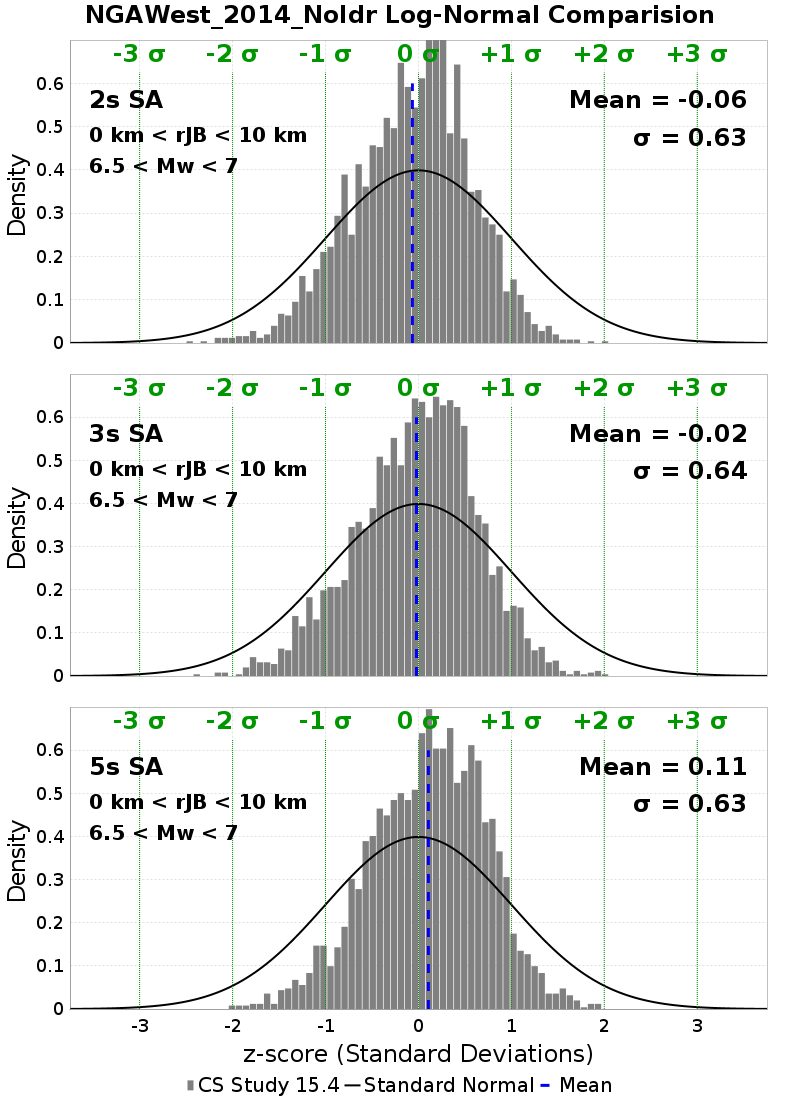 NGAWest_2014_NoIdr Log-Normal Comparision
-3 σ -2 σ -1 σ 0 σ +1 σ +2 σ +3 σ
2s SA
0 km < rJB < 10 km
6.5 < Mw < 7
Mean = -0.06
σ = 0.63
Density
0.6
0.5
0.4
0.3
0.2
0.1
0
-3 σ -2 σ -1 σ 0 σ +1 σ +2 σ +3 σ
3s SA
0 km < rJB < 10 km
6.5 < Mw < 7
Mean = -0.02
σ = 0.64
Density
0.6
0.5
0.4
0.3
0.2
0.1
0
-3 σ -2 σ -1 σ 0 σ +1 σ +2 σ +3 σ
5s SA
0 km < rJB < 10 km
6.5 < Mw < 7
Mean = 0.11
σ = 0.63
Density
0.6
0.5
0.4
0.3
0.2
0.1
0
-3 -2 -1 0 1 2 3
z-score (Standard Deviations)
CS Study 15.4 Standard Normal Mean